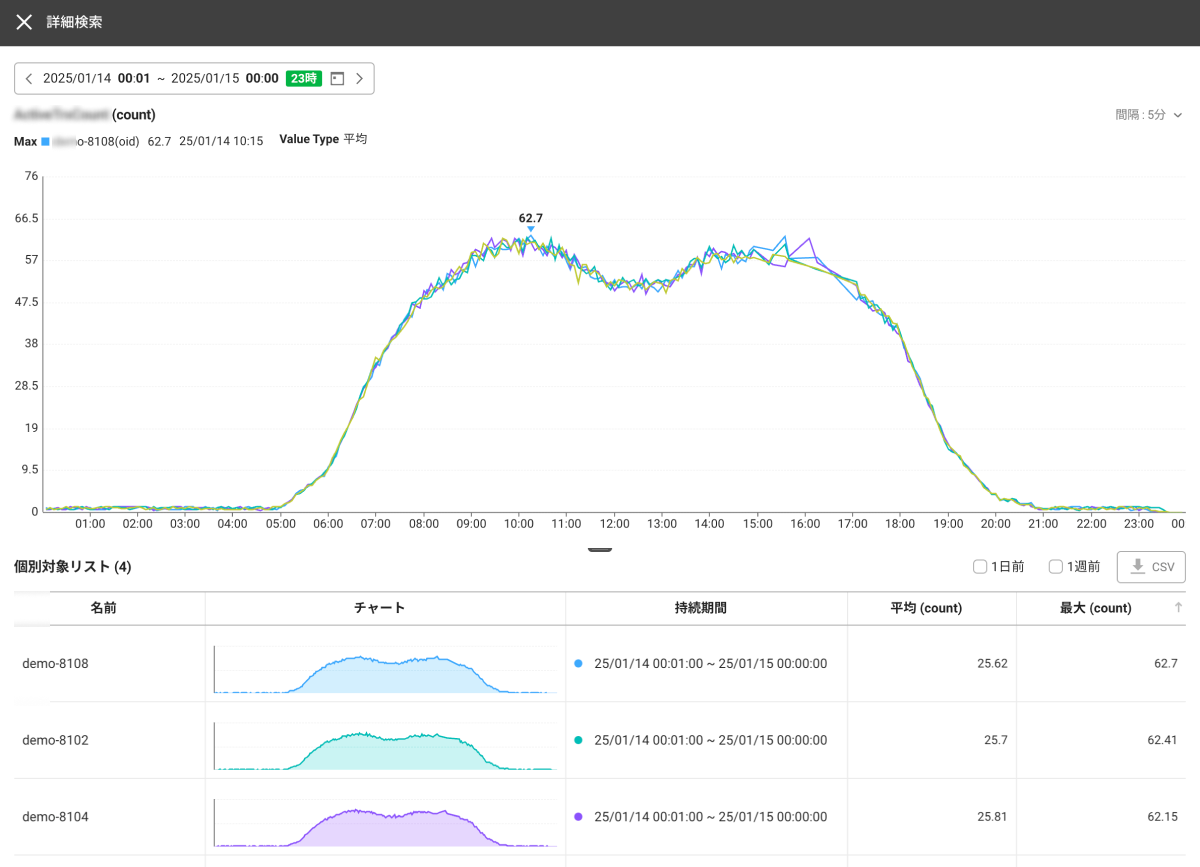 詳細検索
2025/01/14 00:01 ~ 2025/01/15 00:00 23時
(count)
間隔 : 5分
Max o-8108(oid) 62.7 25/01/14 10:15 Value Type 平均
76
66.5
57
47.5
38
28.5
19
9.5
0
62.7
01:00 02:00 03:00 04:00 05:00 06:00 07:00 08:00 09:00 10:00 11:00 12:00 13:00 14:00 15:00 16:00 17:00 18:00 19:00 20:00 21:00 22:00 23:00 00
個別対象リスト (4)
1日前 1週前 CSV
名前 チャート 持続期間 平均 (count) 最大 (count)
demo-8108 25/01/14 00:01:00 ~ 25/01/15 00:00:00 25.62 62.7
demo-8102 25/01/14 00:01:00 ~ 25/01/15 00:00:00 25.7 62.41
demo-8104 25/01/14 00:01:00 ~ 25/01/15 00:00:00 25.81 62.15